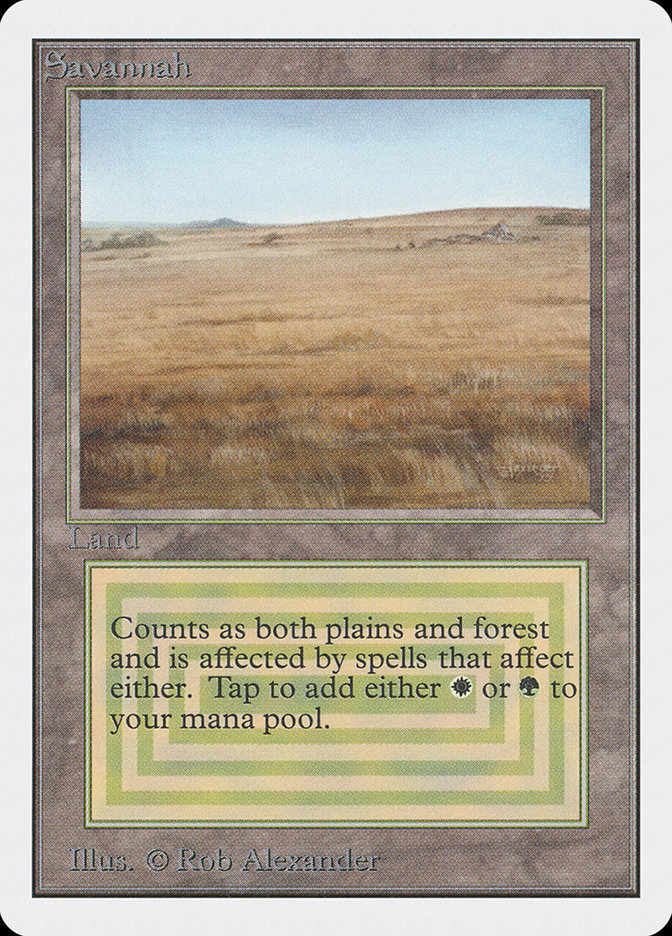 Savannah
Land
Counts as both plains and forest
and is affected by spells that affect
either. Tap to add either or to
your mana pool.
Illus. © Rob Alexander